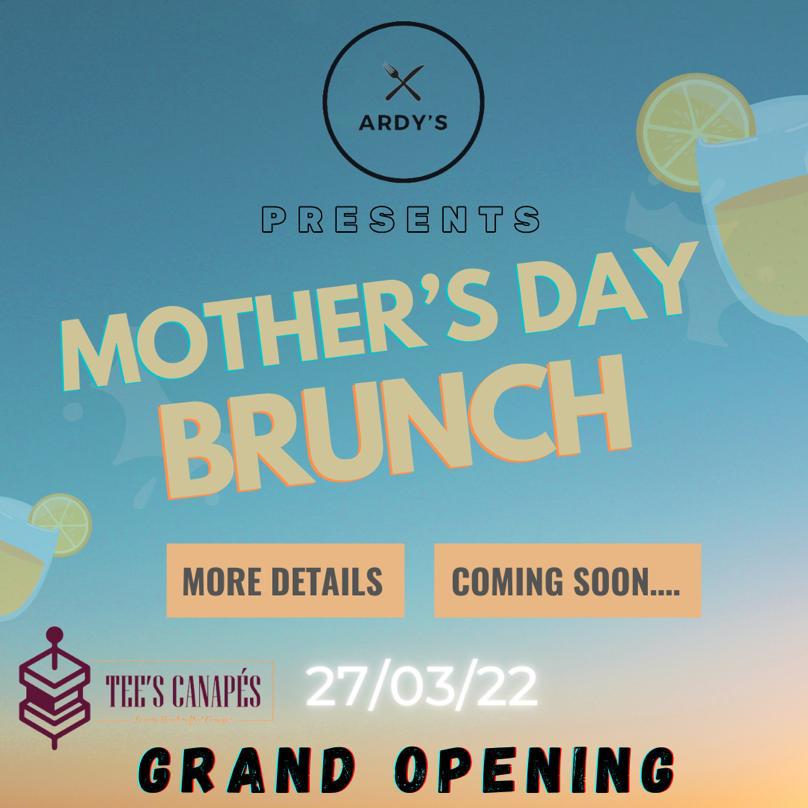 ARDY'S
PRESENTS
MOTHER'S DAY
BRUNCH
MORE DETAILS
COMING SOON....
TEE'S CANAPÉS
27/03/22
GRAND OPENING